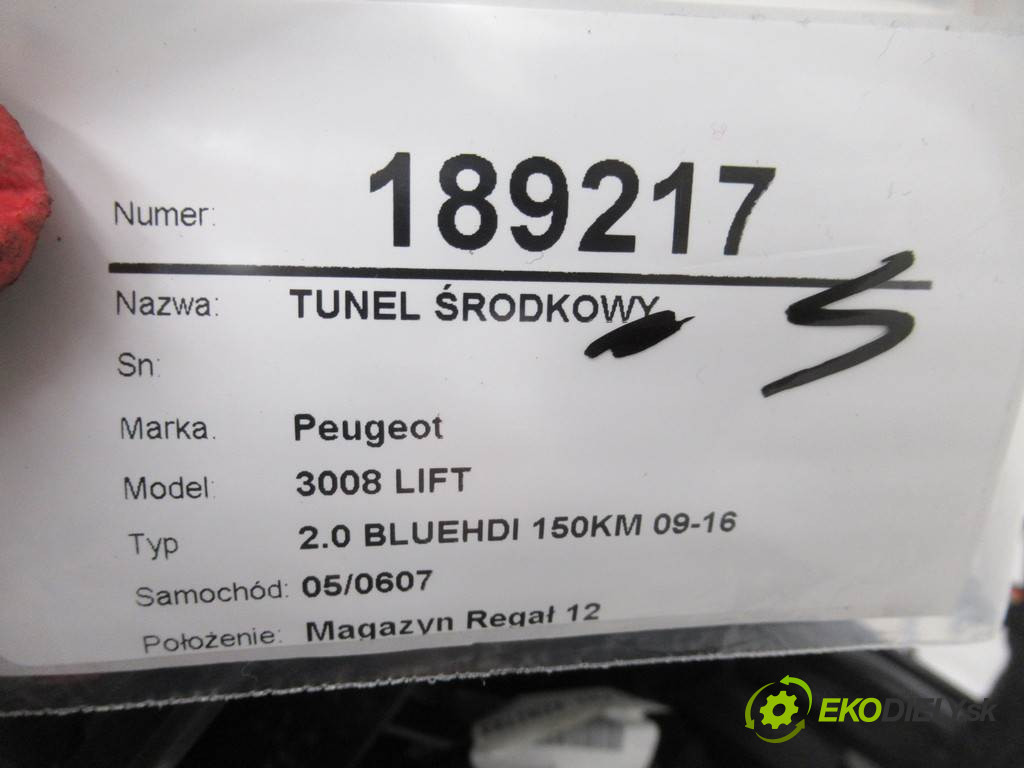 Numer: 189217
Nazwa: TUNEL ŚRODKOWY
Sn:
Marka. Peugeot
Model: 3008 LIFT
Typ 2.0 BLUEHDI 150KM 09-16
Samochód: 05/0607
Położenie: Magazyn Regał 12
EKODIELY.sk